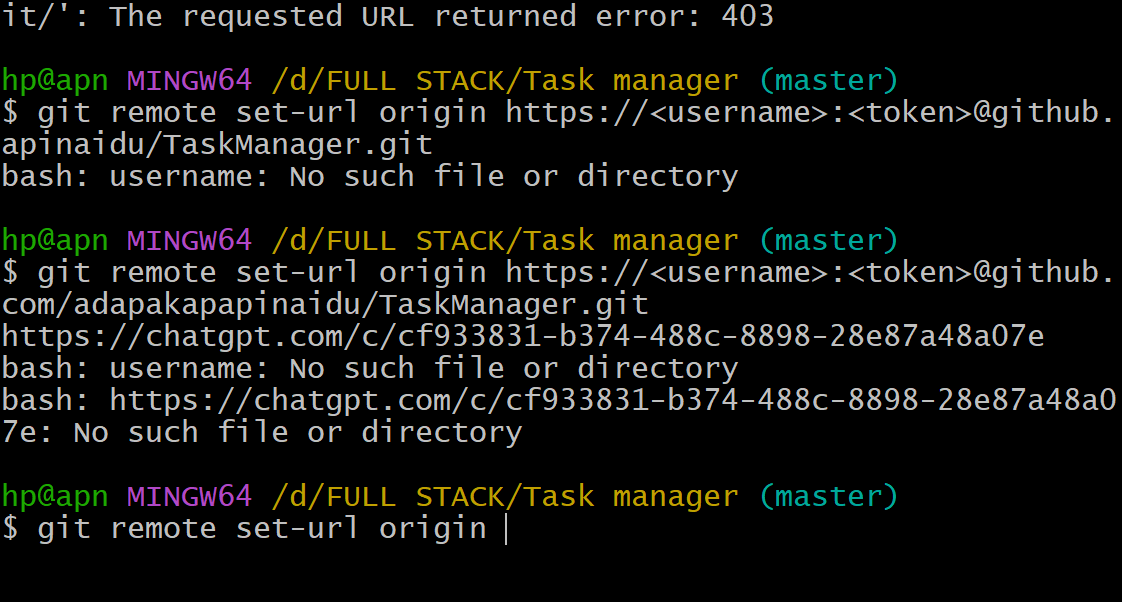 it/': The requested URL returned error: 403
hp@apn MINGW64 /d/FULL STACK/Task manager (master)
$ git remote set-url origin https://<username>:<token>@github.
apinaidu/TaskManager.git
bash: username: No such file or directory
hp@apn MINGW64 /d/FULL STACK/Task manager (master)
$ git remote set-url origin https://<username>:<token>@github.
com/adapakapapinaidu/TaskManager.git
https://chatgpt.com/c/cf933831-b374-488c-8898-28e87a48a07e
bash: username: No such file or directory
bash: https://chatgpt.com/c/cf933831-b374-488c-8898-28e87a48a0
7e: No such file or directory
hp@apn MINGW64 /d/FULL STACK/Task manager (master)
$ git remote set-url origin